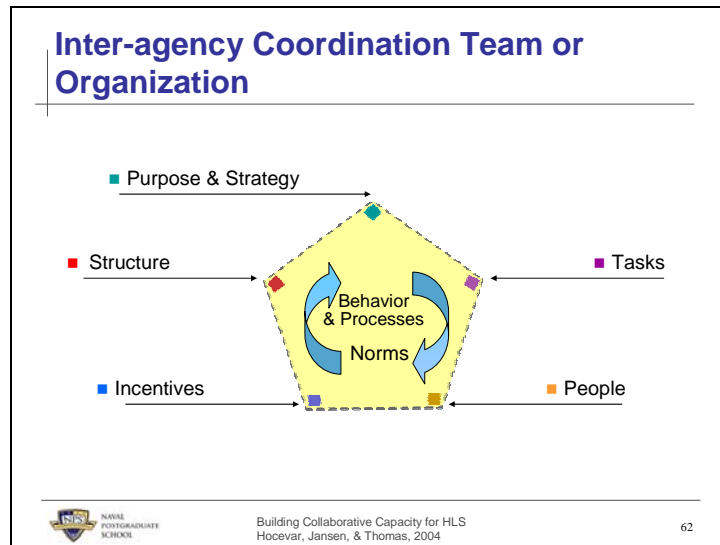 Inter-agency Coordination Team or
Organization
Purpose & Strategy
Structure
Tasks
Behavior
& Processes
Norms
Incentives
People
NPS
NAVAL
POSTGRADUATE
SCHOOL
Building Collaborative Capacity for HLS
Hocevar, Jansen, & Thomas, 2004
62